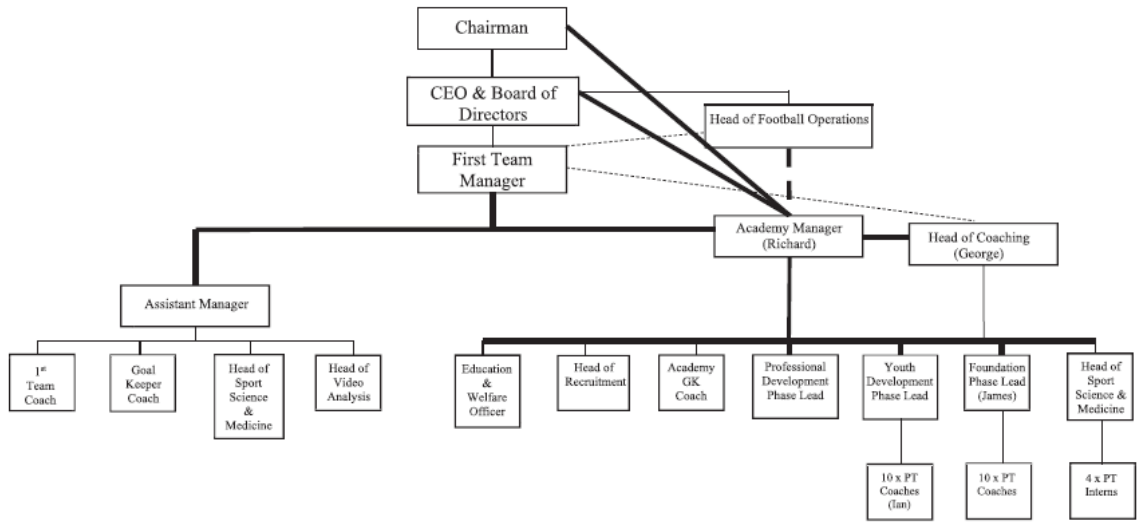 Chairman
CEO & Board of
Directors
Head of Football Operations
First Team
Manager
Academy Manager
(Richard)
Head of Coaching
(George)
Assistant Manager
1st
Team
Coach
Goal
Keeper
Coach
Head of
Sport
Science
&
Medicine
Head of
Video
Analysis
Education
&
Welfare
Officer
Head of
Recruitment
Academy
GK
Coach
Professional
Development
Phase Lead
Youth
Development
Phase Lead
Foundation
Phase Lead
(James)
Head of
Sport
Science &
Medicine
10 x PT
Coaches
(Ian)
10 x PT
Coaches
4 x PT
Interns